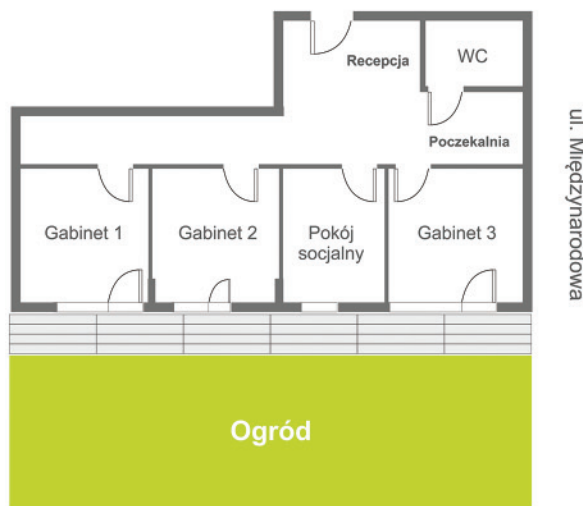 Recepcja
WC
Poczekalnia
ul. Międzynarodowa
Gabinet 1
Gabinet 2
Pokój
socjalny
Gabinet 3
Ogród